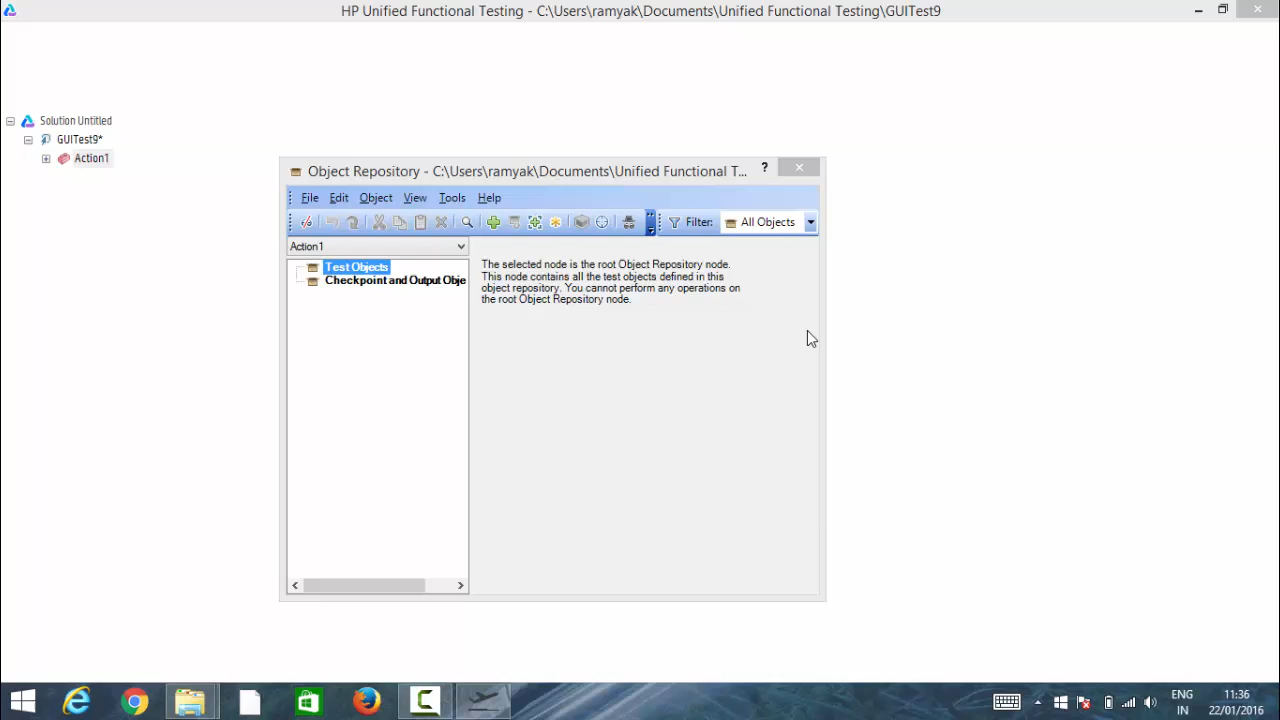 HP Unified Functional Testing - C:\Users\ramyak\Documents\Unified Functional Testing\GUITest9
Solution Untitled
GUITest9*
Action1
Object Repository - C:\Users\ramyak\Documents\Unified Functional T...
?
File Edit Object View Tools Help
Filter: All Objects
Action1
Test Objects
Checkpoint and Output Obje
The selected node is the root Object Repository node.
This node contains all the test objects defined in this
object repository. You cannot perform any operations on
the root Object Repository node.
ENG
IN
11:36
22/01/2016